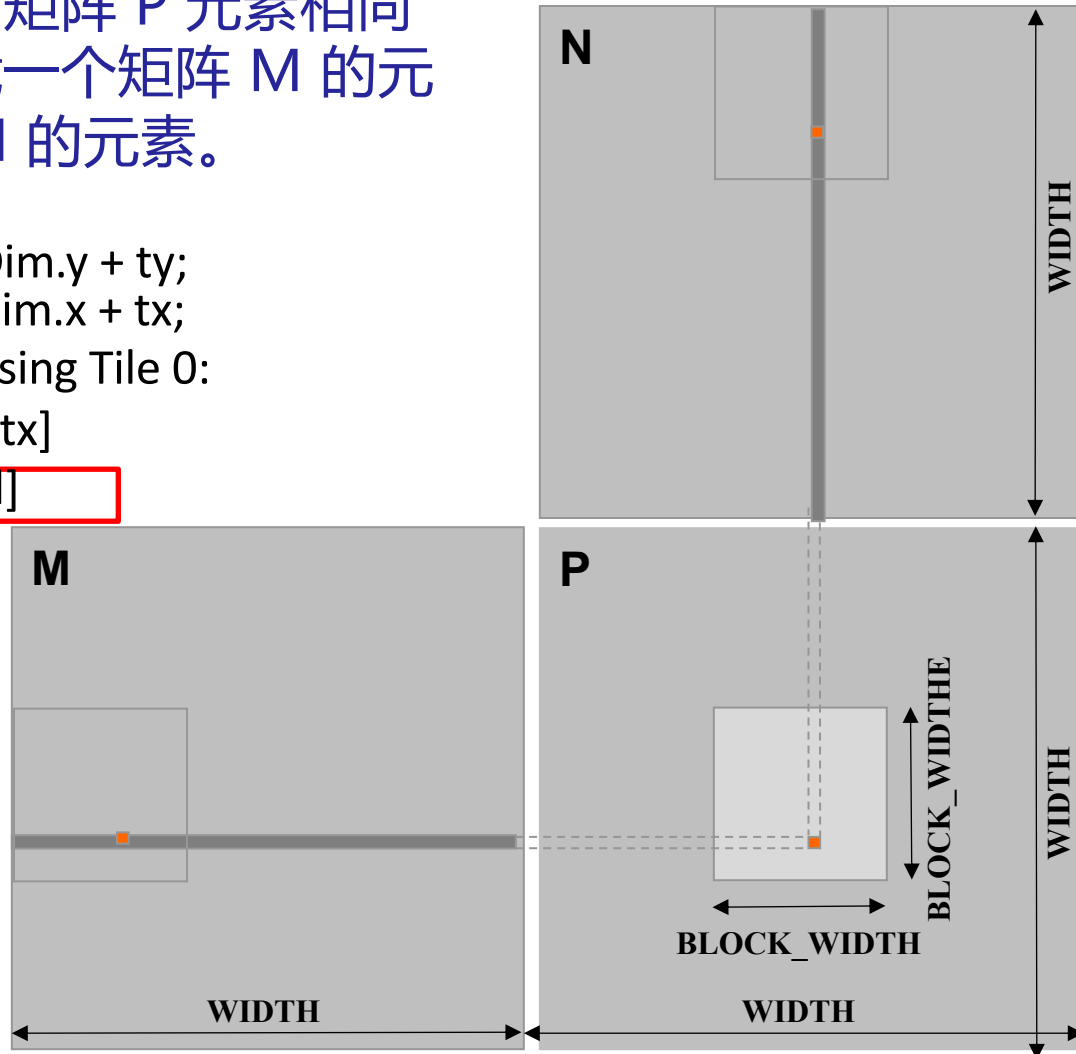 矩阵 P 元素相同
一个矩阵 M 的元
的元素。
Dim.y + ty;
im.x + tx;
sing Tile 0:
tx]
]
N
WIDTH
M
P
BLOCK_WIDTHE
WIDTH
BLOCK_WIDTH
WIDTH
WIDTH